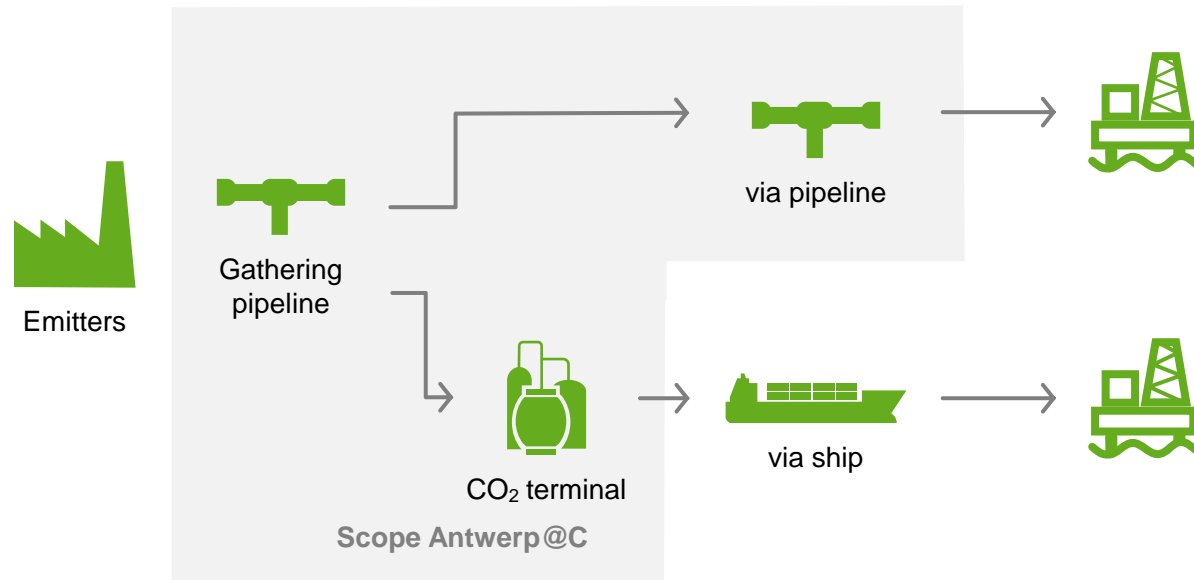 via pipeline
Gathering
pipeline
Emitters
via ship
CO₂ terminal
Scope Antwerp@C